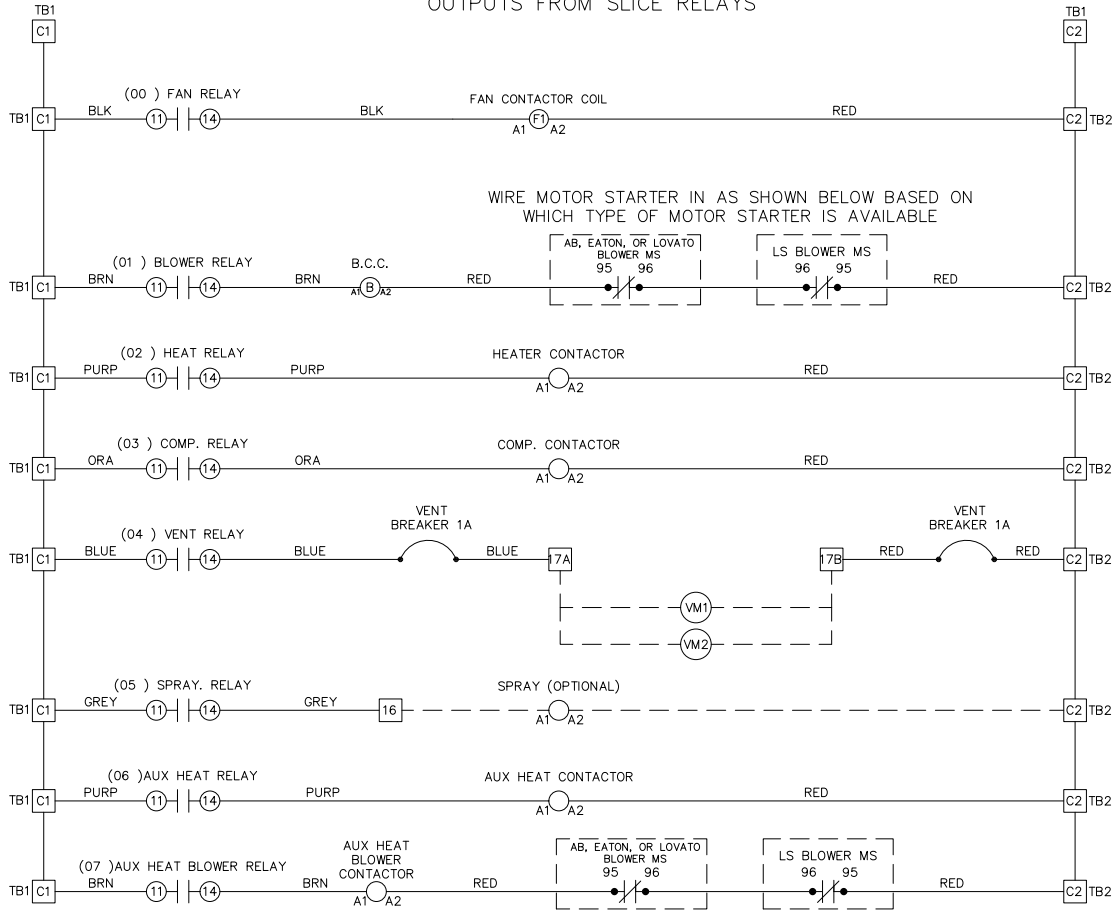 OUTPUTS FROM SLICE RELAYS
TB1
C1
TB1
C2
(00 ) FAN RELAY
FAN CONTACTOR COIL
TB1 C1 BLK 11 14 BLK F1 RED C2 TB2
A1 A2
WIRE MOTOR STARTER IN AS SHOWN BELOW BASED ON
WHICH TYPE OF MOTOR STARTER IS AVAILABLE
AB, EATON, OR LOVATO
BLOWER MS
95 96
LS BLOWER MS
96 95
(01 ) BLOWER RELAY
B.C.C.
TB1 C1 BRN 11 14 BRN B RED RED C2 TB2
A1 A2
(02 ) HEAT RELAY
HEATER CONTACTOR
TB1 C1 PURP 11 14 PURP RED C2 TB2
A1 A2
(03 ) COMP. RELAY
COMP. CONTACTOR
TB1 C1 ORA 11 14 ORA RED C2 TB2
A1 A2
VENT
BREAKER 1A
VENT
BREAKER 1A
(04 ) VENT RELAY
TB1 C1 BLUE 11 14 BLUE BLUE 17A 17B RED RED C2 TB2
VM1
VM2
(05 ) SPRAY. RELAY
SPRAY (OPTIONAL)
TB1 C1 GREY 11 14 GREY 16 C2 TB2
A1 A2
(06 )AUX HEAT RELAY
AUX HEAT CONTACTOR
TB1 C1 PURP 11 14 PURP RED C2 TB2
A1 A2
AUX HEAT
BLOWER
CONTACTOR
AB, EATON, OR LOVATO
BLOWER MS
95 96
LS BLOWER MS
96 95
(07 )AUX HEAT BLOWER RELAY
TB1 C1 BRN 11 14 BRN RED RED C2 TB2
A1 A2